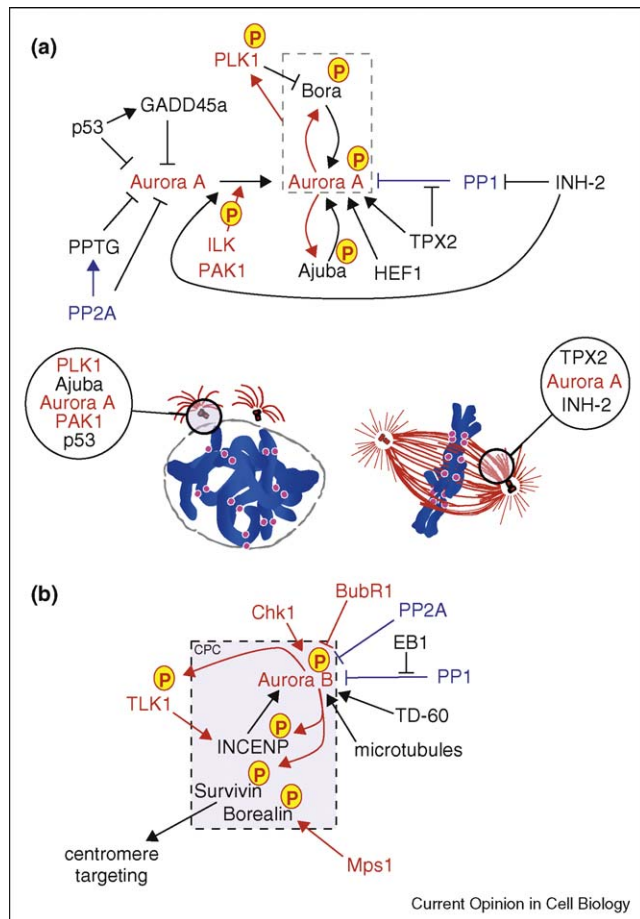 (a)
P
PLK1
P
Bora
GADD45a
p53
P
Aurora A
Aurora A
PP1
INH-2
P
ILK
PAK1
P
Ajuba
TPX2
HEF1
PPTG
PP2A
PLK1
Ajuba
Aurora A
PAK1
p53
TPX2
Aurora A
INH-2
(b)
BubR1
Chk1
PP2A
CPC
EB1
P
P
Aurora B
PP1
TLK1
TD-60
P
INCENP
microtubules
P
Survivin
P
Borealin
centromere
targeting
Mps1
Current Opinion in Cell Biology